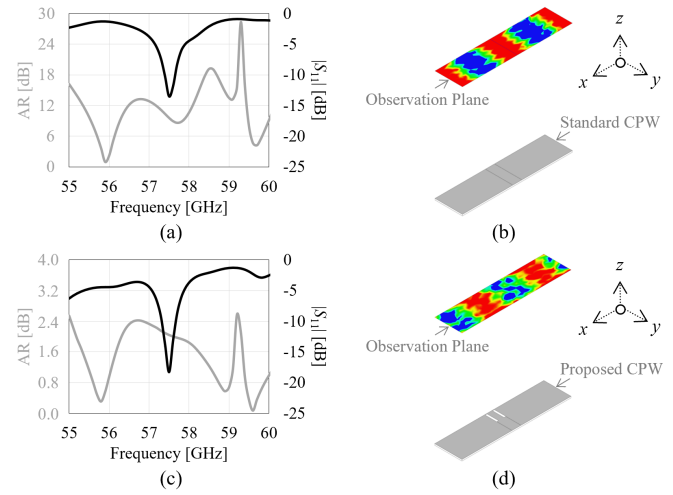 30
24
18
12
6
0
AR [dB]
0
-5
-10
-15
-20
-25
|S11| [dB]
55 56 57 58 59 60
Frequency [GHz]
(a)
Observation Plane
Standard CPW
z
x
y
(b)
4.0
3.2
2.4
1.6
0.8
0.0
AR [dB]
0
-5
-10
-15
-20
-25
|S11| [dB]
55 56 57 58 59 60
Frequency [GHz]
(c)
Observation Plane
Proposed CPW
z
x
y
(d)